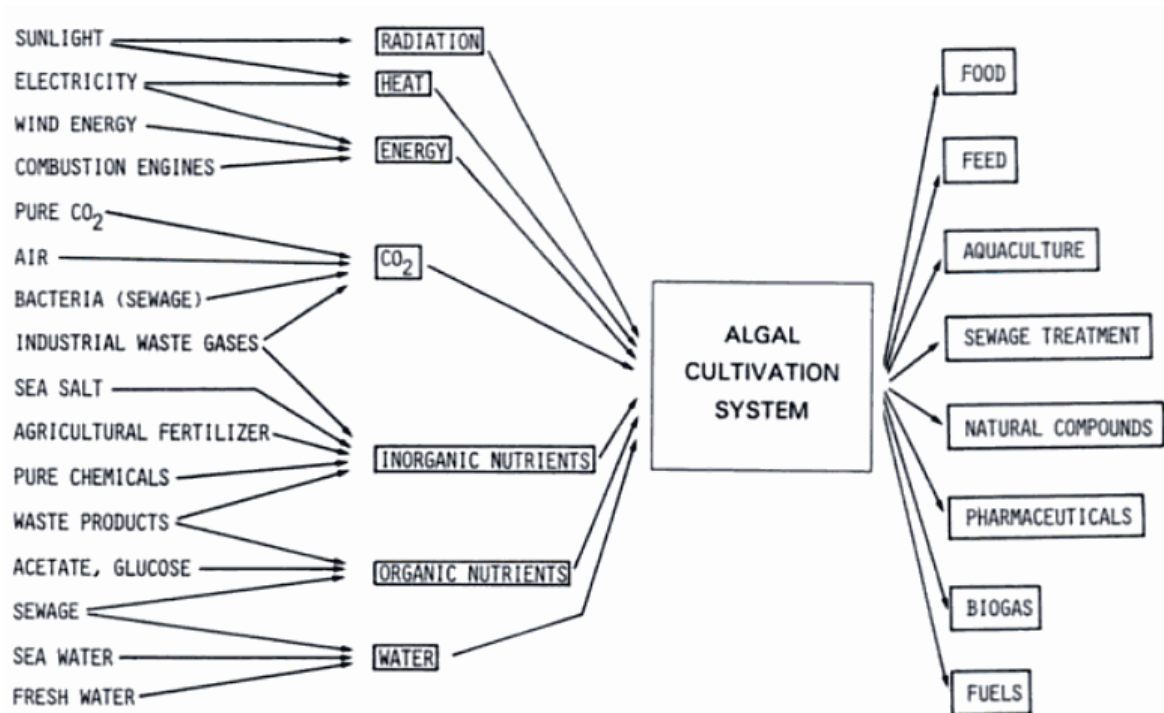 SUNLIGHT
ELECTRICITY
WIND ENERGY
COMBUSTION ENGINES
PURE CO2
AIR
BACTERIA (SEWAGE)
INDUSTRIAL WASTE GASES
SEA SALT
AGRICULTURAL FERTILIZER
PURE CHEMICALS
WASTE PRODUCTS
ACETATE, GLUCOSE
SEWAGE
SEA WATER
FRESH WATER
RADIATION
HEAT
ENERGY
CO2
INORGANIC NUTRIENTS
ORGANIC NUTRIENTS
WATER
ALGAL
CULTIVATION
SYSTEM
FOOD
FEED
AQUACULTURE
SEWAGE TREATMENT
NATURAL COMPOUNDS
PHARMACEUTICALS
BIOGAS
FUELS